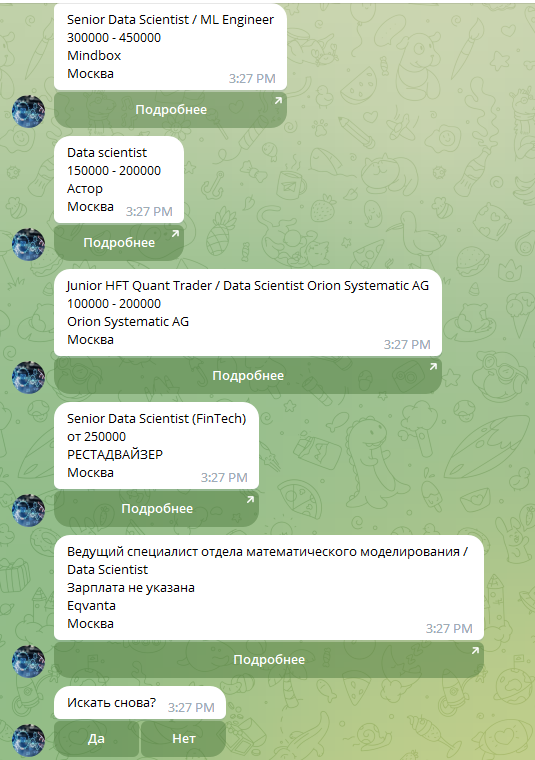 Senior Data Scientist / ML Engineer
300000 - 450000
Mindbox
Москва
3:27 PM
Подробнее
Data scientist
150000 - 200000
Астор
Москва
3:27 PM
Подробнее
Junior HFT Quant Trader / Data Scientist Orion Systematic AG
100000 - 200000
Orion Systematic AG
Москва
3:27 PM
Подробнее
Senior Data Scientist (FinTech)
от 250000
РЕСТАДВАЙЗЕР
Москва
3:27 PM
Подробнее
Ведущий специалист отдела математического моделирования /
Data Scientist
Зарплата не указана
Eqvanta
Москва
3:27 PM
Подробнее
Искать снова?
3:27 PM
Да
Нет